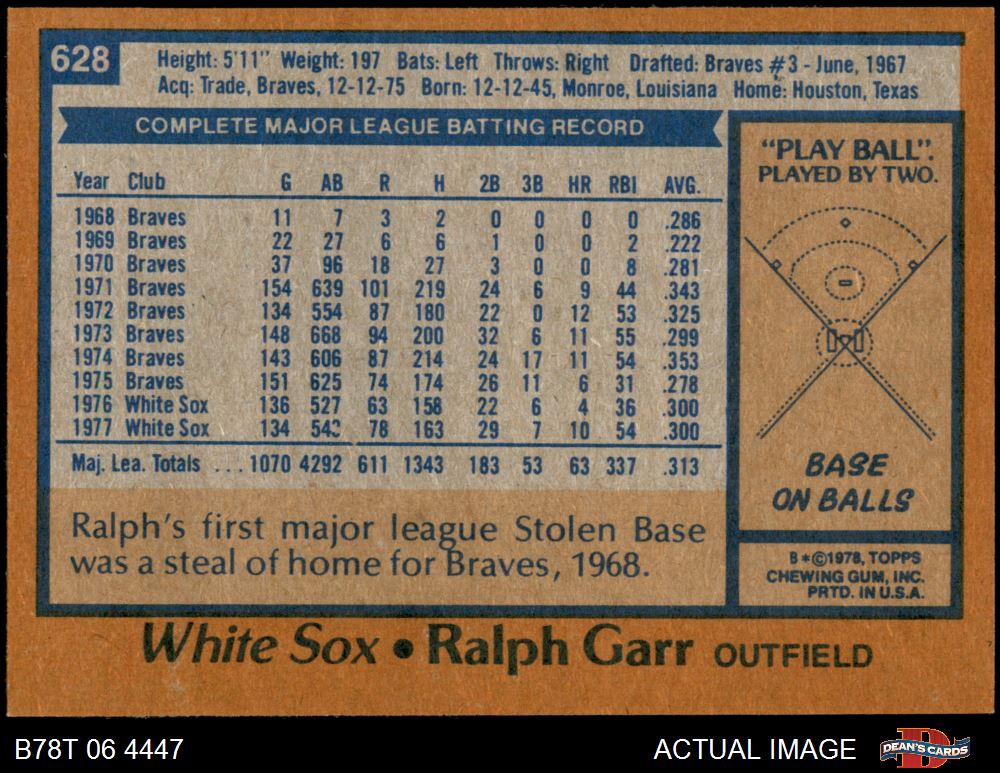 628
Height: 5'11" Weight: 197 Bats: Left Throws: Right Drafted: Braves #3 - June, 1967
Acq: Trade, Braves, 12-12-75 Born: 12-12-45, Monroe, Louisiana Home: Houston, Texas
COMPLETE MAJOR LEAGUE BATTING RECORD
Year Club G AB R H 2B 3B HR RBI AVG.
1968 Braves 11 7 3 2 0 0 0 0 .286
1969 Braves 22 27 6 6 1 0 0 2 .222
1970 Braves 37 96 18 27 3 0 0 8 .281
1971 Braves 154 639 101 219 24 6 9 44 .343
1972 Braves 134 554 87 180 22 0 12 53 .325
1973 Braves 148 668 94 200 32 6 11 55 .299
1974 Braves 143 606 87 214 24 17 11 54 .353
1975 Braves 151 625 74 174 26 11 6 31 .278
1976 White Sox 136 527 63 158 22 6 4 36 .300
1977 White Sox 134 543 78 163 29 7 10 54 .300
Maj. Lea. Totals ... 1070 4292 611 1343 183 53 63 337 .313
Ralph's first major league Stolen Base
was a steal of home for Braves, 1968.
"PLAY BALL".
PLAYED BY TWO.
BASE
ON BALLS
B*©1978, TOPPS
CHEWING GUM, INC.
PRTD. IN U.S.A.
White Sox • Ralph Garr OUTFIELD
B78T 06 4447
ACTUAL IMAGE
DEAN'S CARDS